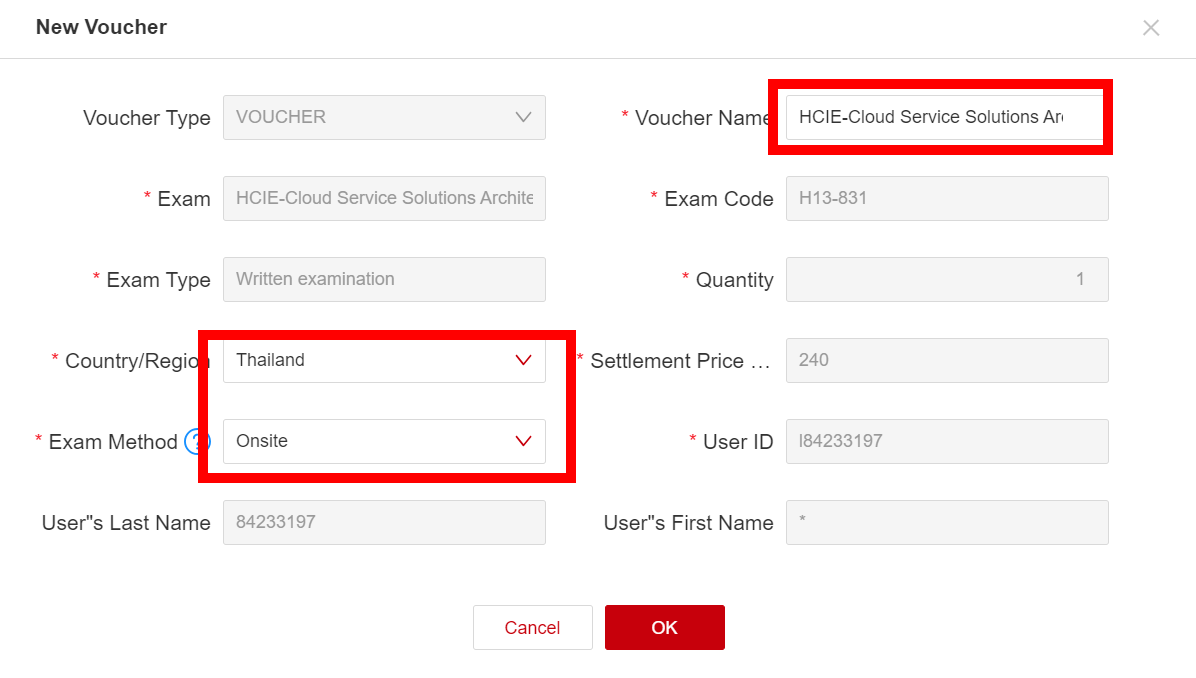 New Voucher
Voucher Type VOUCHER * Voucher Name HCIE-Cloud Service Solutions Arc
* Exam HCIE-Cloud Service Solutions Archite * Exam Code H13-831
* Exam Type Written examination * Quantity 1
* Country/Region Thailand * Settlement Price ... 240
* Exam Method ? Onsite * User ID l84233197
User"s Last Name 84233197 User"s First Name *
Cancel OK